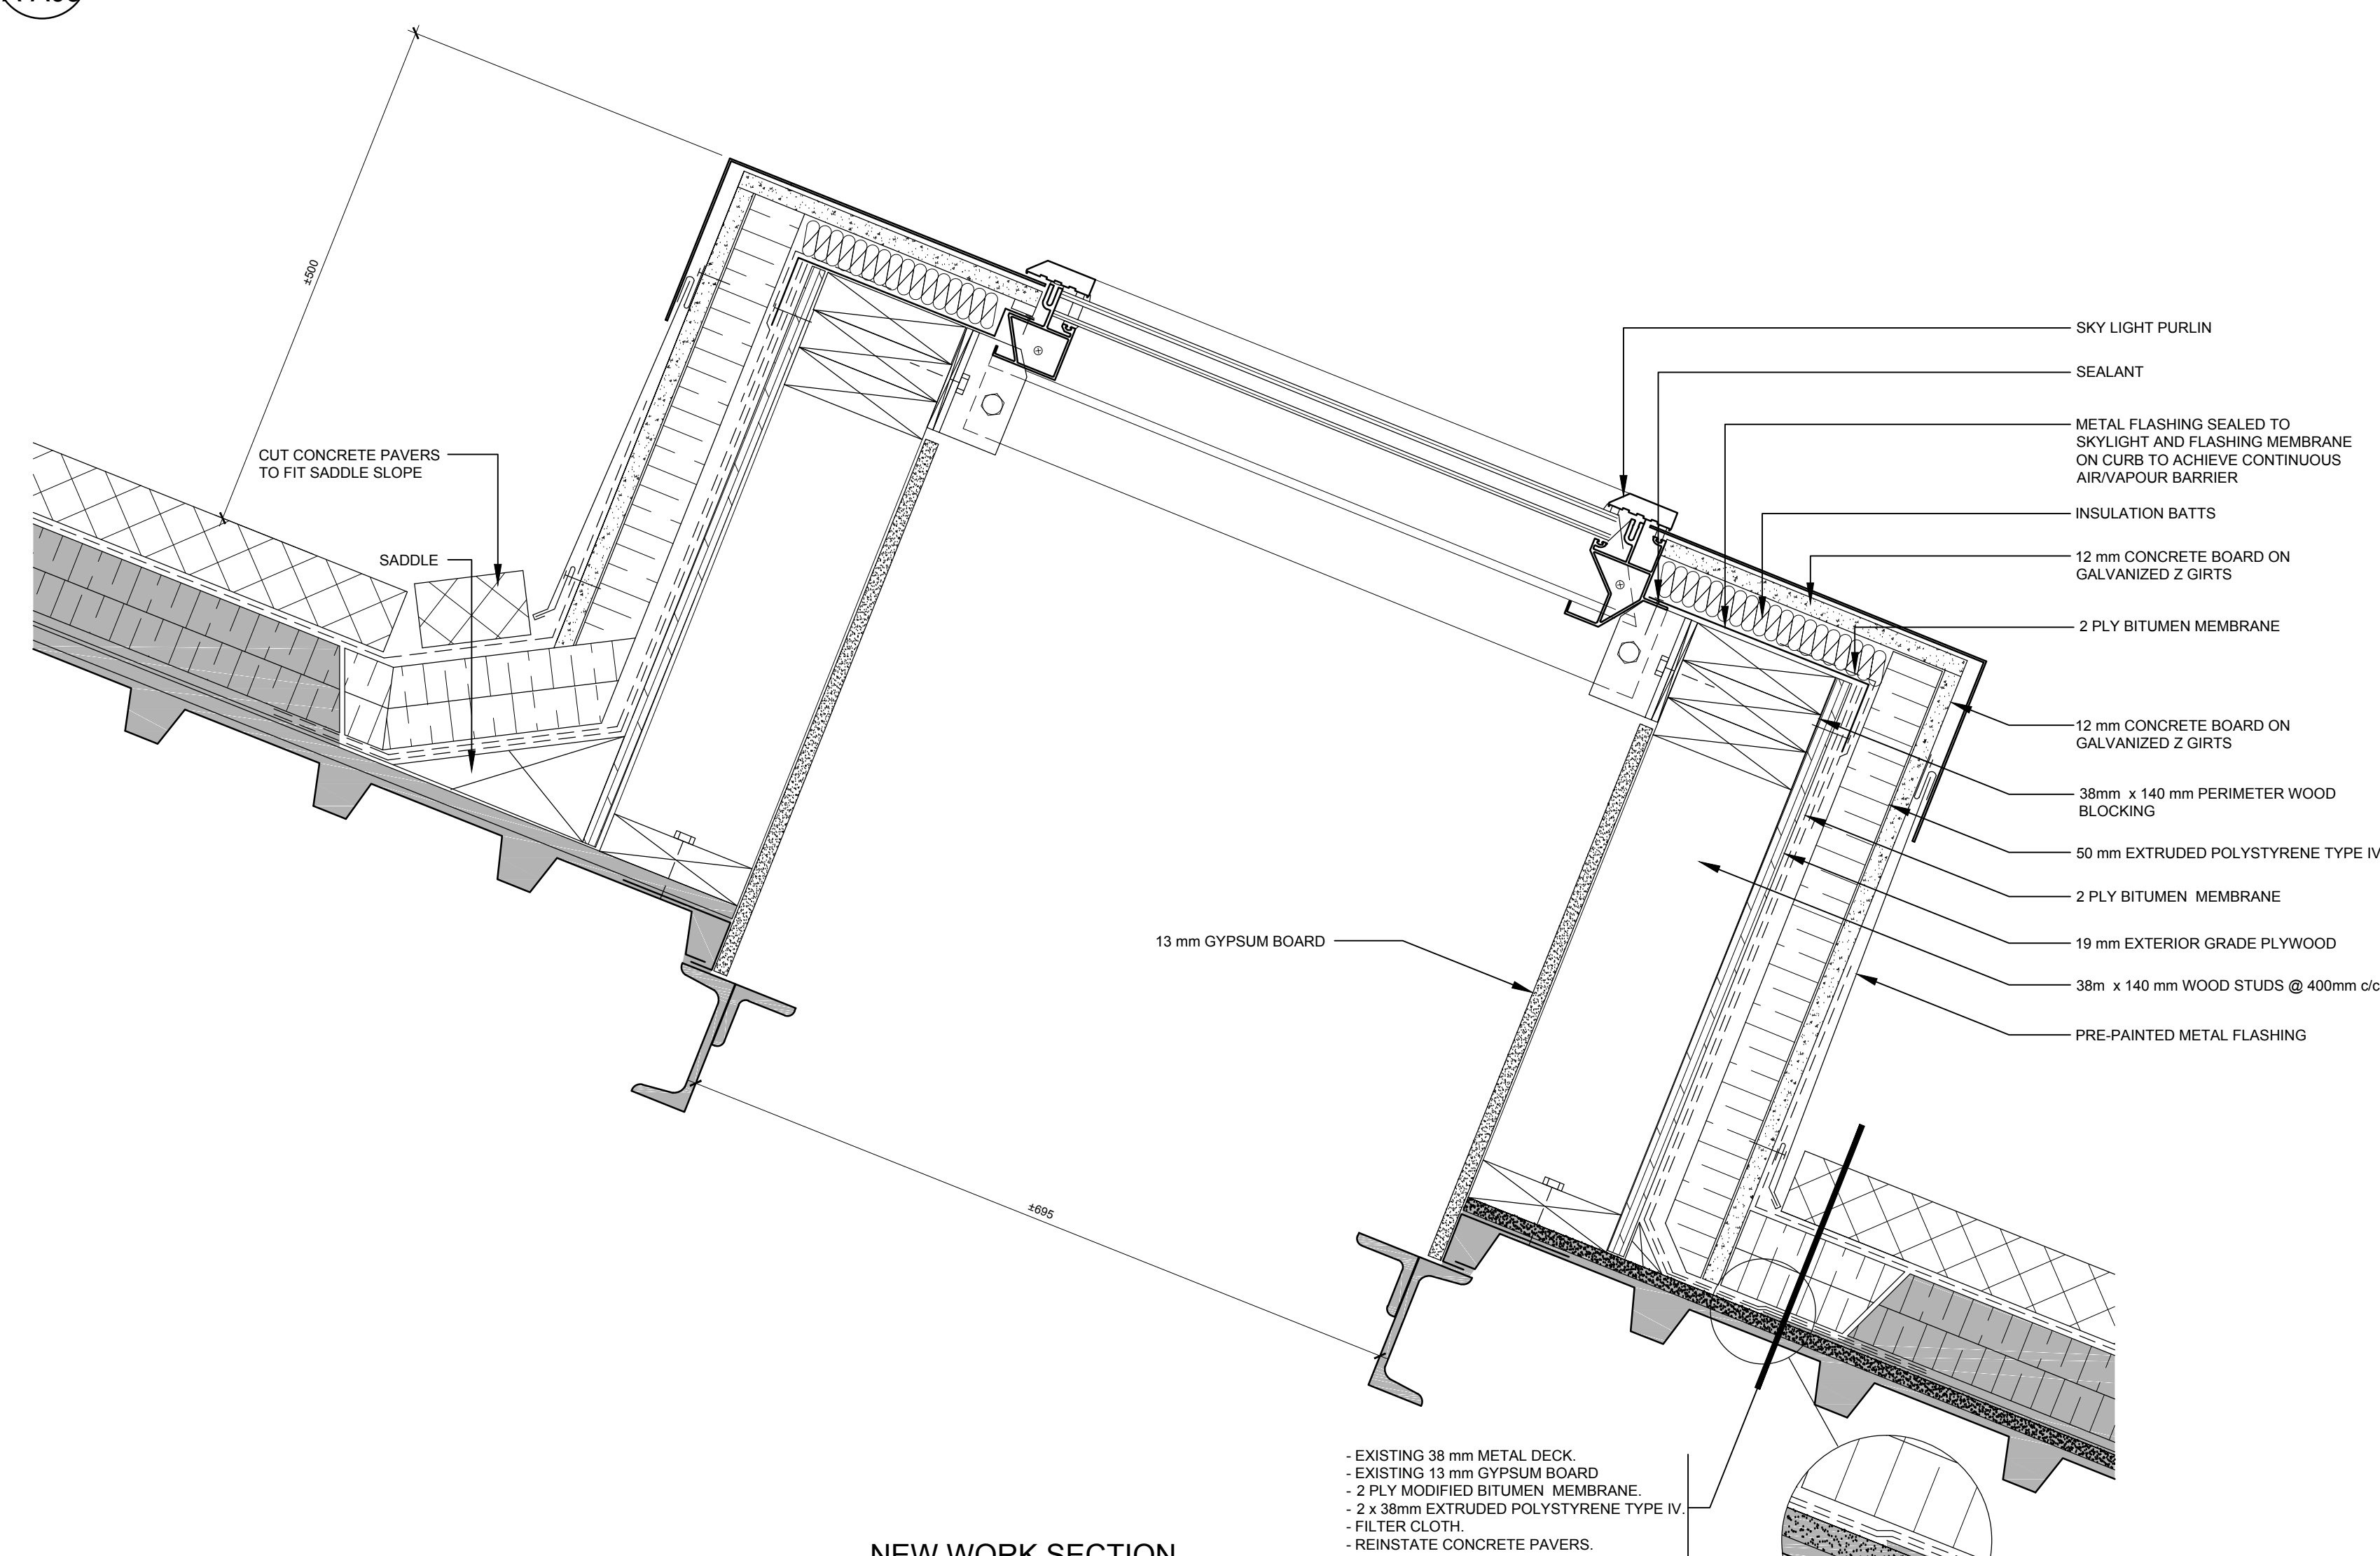 ±500
CUT CONCRETE PAVERS
TO FIT SADDLE SLOPE
SADDLE
SKY LIGHT PURLIN
SEALANT
METAL FLASHING SEALED TO
SKYLIGHT AND FLASHING MEMBRANE
ON CURB TO ACHIEVE CONTINUOUS
AIR/VAPOUR BARRIER
INSULATION BATTS
12 mm CONCRETE BOARD ON
GALVANIZED Z GIRTS
2 PLY BITUMEN MEMBRANE
12 mm CONCRETE BOARD ON
GALVANIZED Z GIRTS
38mm x 140 mm PERIMETER WOOD
BLOCKING
50 mm EXTRUDED POLYSTYRENE TYPE IV
2 PLY BITUMEN MEMBRANE
19 mm EXTERIOR GRADE PLYWOOD
38m x 140 mm WOOD STUDS @ 400mm c/c
PRE-PAINTED METAL FLASHING
13 mm GYPSUM BOARD
±695
- EXISTING 38 mm METAL DECK.
- EXISTING 13 mm GYPSUM BOARD
- 2 PLY MODIFIED BITUMEN MEMBRANE.
- 2 x 38mm EXTRUDED POLYSTYRENE TYPE IV.
- FILTER CLOTH.
- REINSTATE CONCRETE PAVERS.
NEW WORK SECTION